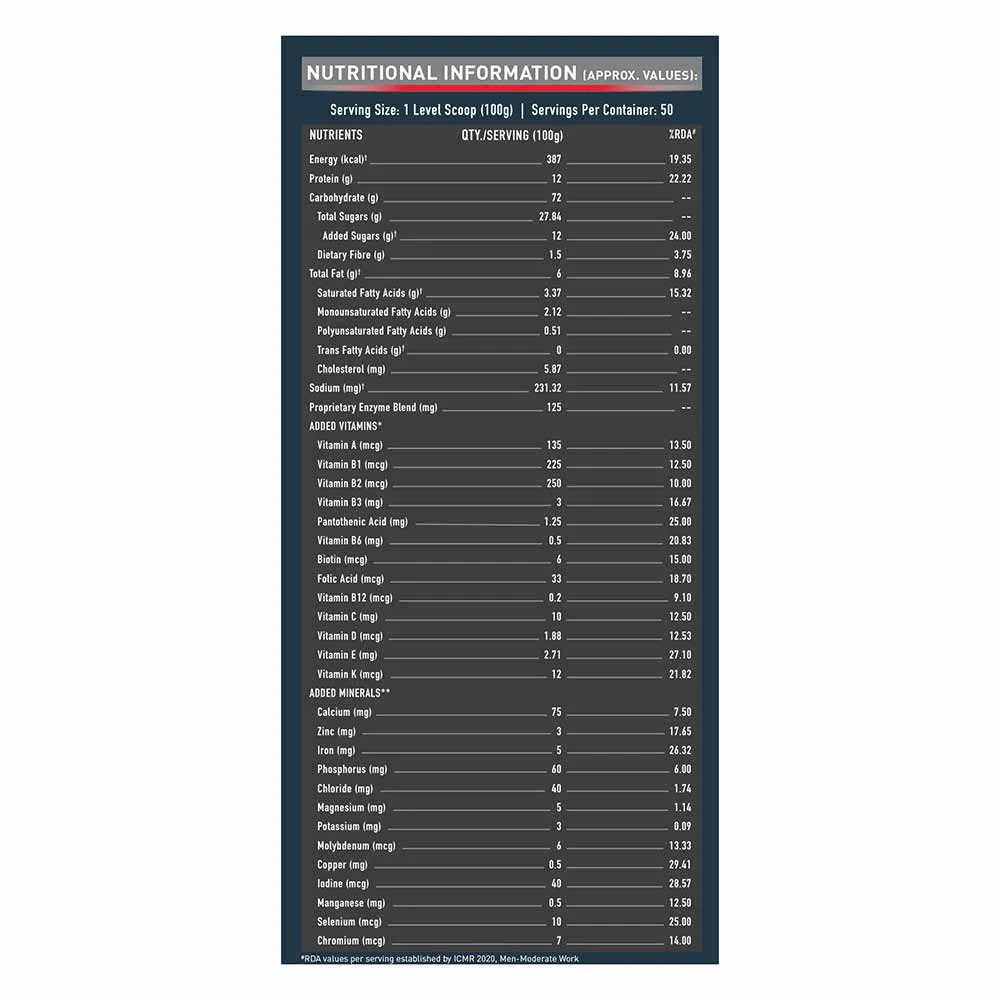 NUTRITIONAL INFORMATION (APPROX. VALUES):
Serving Size: 1 Level Scoop (100g) | Servings Per Container: 50
NUTRIENTS QTY./SERVING (100g) %RDA#
Energy (kcal)† 387 19.35
Protein (g) 12 22.22
Carbohydrate (g) 72 --
Total Sugars (g) 27.84 --
Added Sugars (g)† 12 24.00
Dietary Fibre (g) 1.5 3.75
Total Fat (g)† 6 8.96
Saturated Fatty Acids (g)† 3.37 15.32
Monounsaturated Fatty Acids (g) 2.12 --
Polyunsaturated Fatty Acids (g) 0.51 --
Trans Fatty Acids (g)† 0 0.00
Cholesterol (mg) 5.87 --
Sodium (mg)† 231.32 11.57
Proprietary Enzyme Blend (mg) 125 --
ADDED VITAMINS*
Vitamin A (mcg) 135 13.50
Vitamin B1 (mcg) 225 12.50
Vitamin B2 (mcg) 250 10.00
Vitamin B3 (mg) 3 16.67
Pantothenic Acid (mg) 1.25 25.00
Vitamin B6 (mg) 0.5 20.83
Biotin (mcg) 6 15.00
Folic Acid (mcg) 33 18.70
Vitamin B12 (mcg) 0.2 9.10
Vitamin C (mg) 10 12.50
Vitamin D (mcg) 1.88 12.53
Vitamin E (mg) 2.71 27.10
Vitamin K (mcg) 12 21.82
ADDED MINERALS**
Calcium (mg) 75 7.50
Zinc (mg) 3 17.65
Iron (mg) 5 26.32
Phosphorus (mg) 60 6.00
Chloride (mg) 40 1.74
Magnesium (mg) 5 1.14
Potassium (mg) 3 0.09
Molybdenum (mcg) 6 13.33
Copper (mg) 0.5 29.41
Iodine (mcg) 40 28.57
Manganese (mg) 0.5 12.50
Selenium (mcg) 10 25.00
Chromium (mcg) 7 14.00
#RDA values per serving established by ICMR 2020, Men-Moderate Work